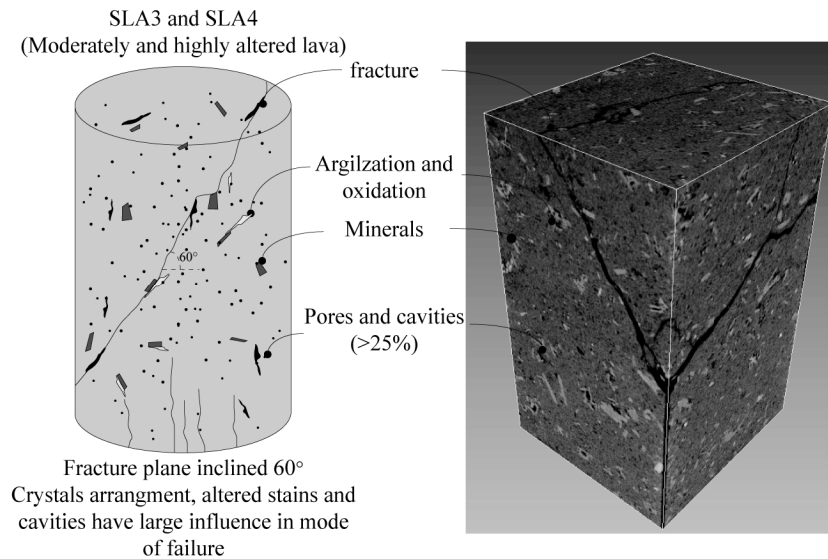 SLA3 and SLA4
(Moderately and highly altered lava)
fracture
Argilzation and
oxidation
Minerals
60°
Pores and cavities
(>25%)
Fracture plane inclined 60°
Crystals arrangment, altered stains and
cavities have large influence in mode
of failure